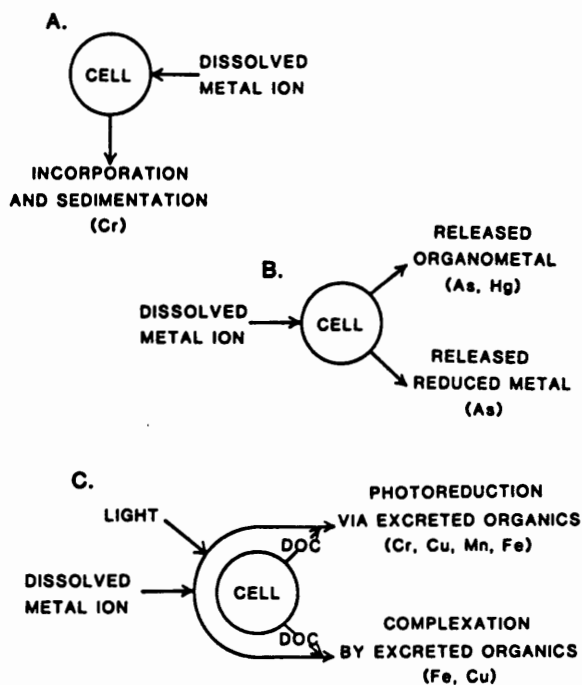 A.
CELL
DISSOLVED
METAL ION
INCORPORATION
AND SEDIMENTATION
(Cr)
B.
DISSOLVED
METAL ION
CELL
RELEASED
ORGANOMETAL
(As, Hg)
RELEASED
REDUCED METAL
(As)
C.
LIGHT
DISSOLVED
METAL ION
CELL
DOC
DOC
PHOTOREDUCTION
VIA EXCRETED ORGANICS
(Cr, Cu, Mn, Fe)
COMPLEXATION
BY EXCRETED ORGANICS
(Fe, Cu)